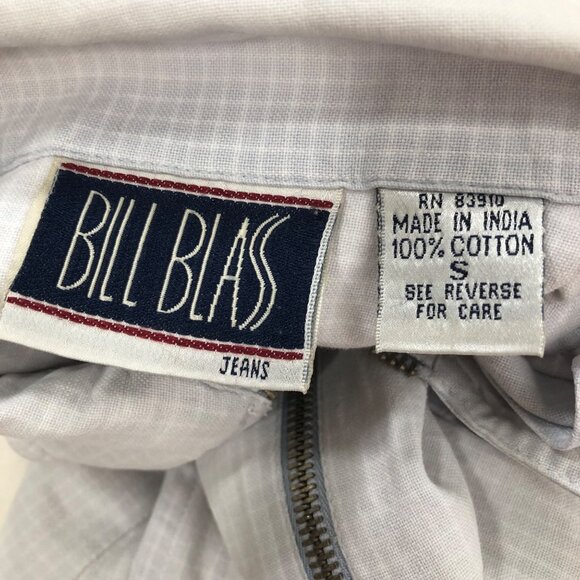 BILL BLASS
JEANS
RN 83910
MADE IN INDIA
100% COTTON
S
SEE REVERSE
FOR CARE